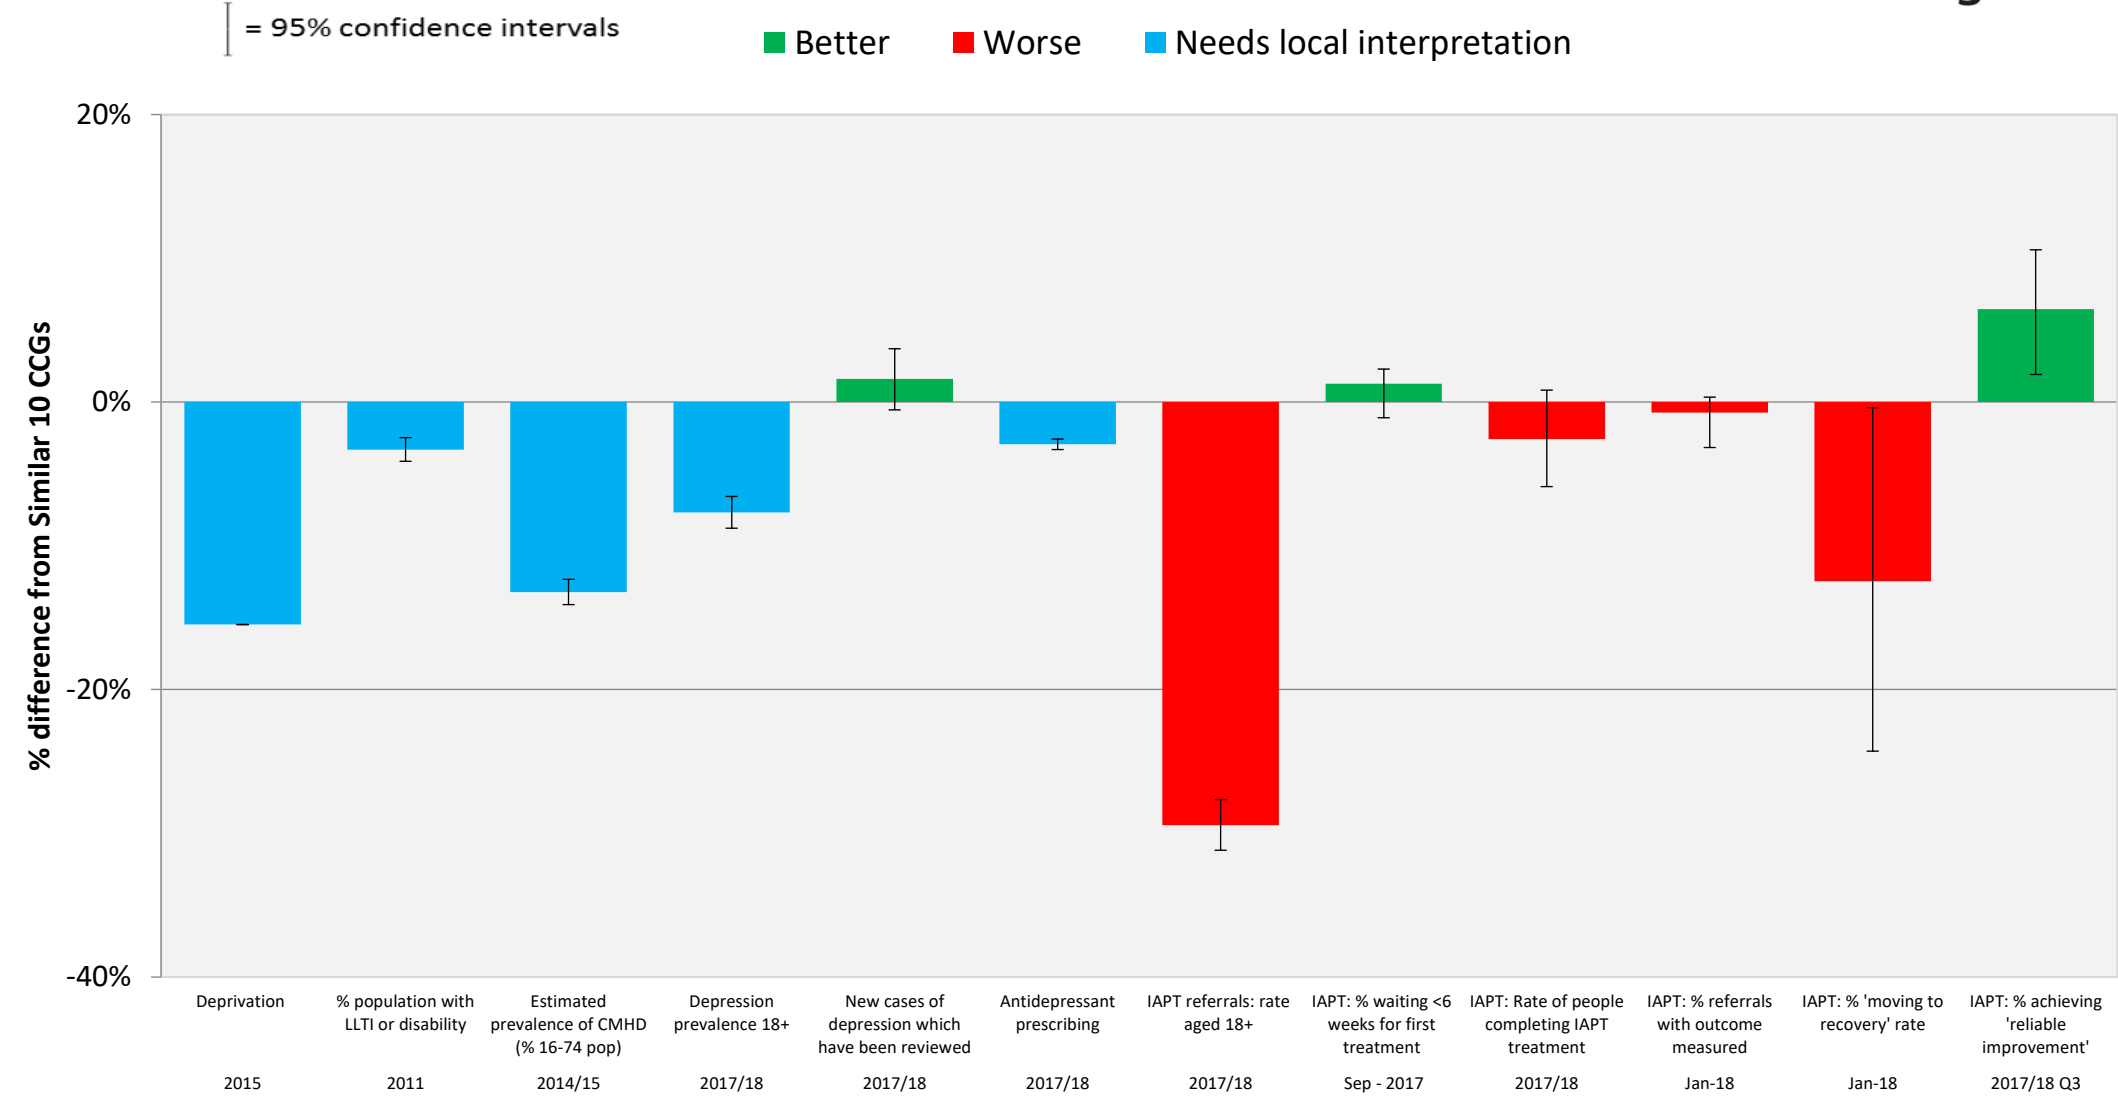 = 95% confidence intervals
Better
Worse
Needs local interpretation
% difference from Similar 10 CCGs
20%
0%
-20%
-40%
Deprivation
2015
% population with
LLTI or disability
2011
Estimated
prevalence of CMHD
(% 16-74 pop)
2014/15
Depression
prevalence 18+
2017/18
New cases of
depression which
have been reviewed
2017/18
Antidepressant
prescribing
2017/18
IAPT referrals: rate
aged 18+
2017/18
IAPT: % waiting <6
weeks for first
treatment
Sep - 2017
IAPT: Rate of people
completing IAPT
treatment
2017/18
IAPT: % referrals
with outcome
measured
Jan-18
IAPT: % 'moving to
recovery' rate
Jan-18
IAPT: % achieving
'reliable
improvement'
2017/18 Q3